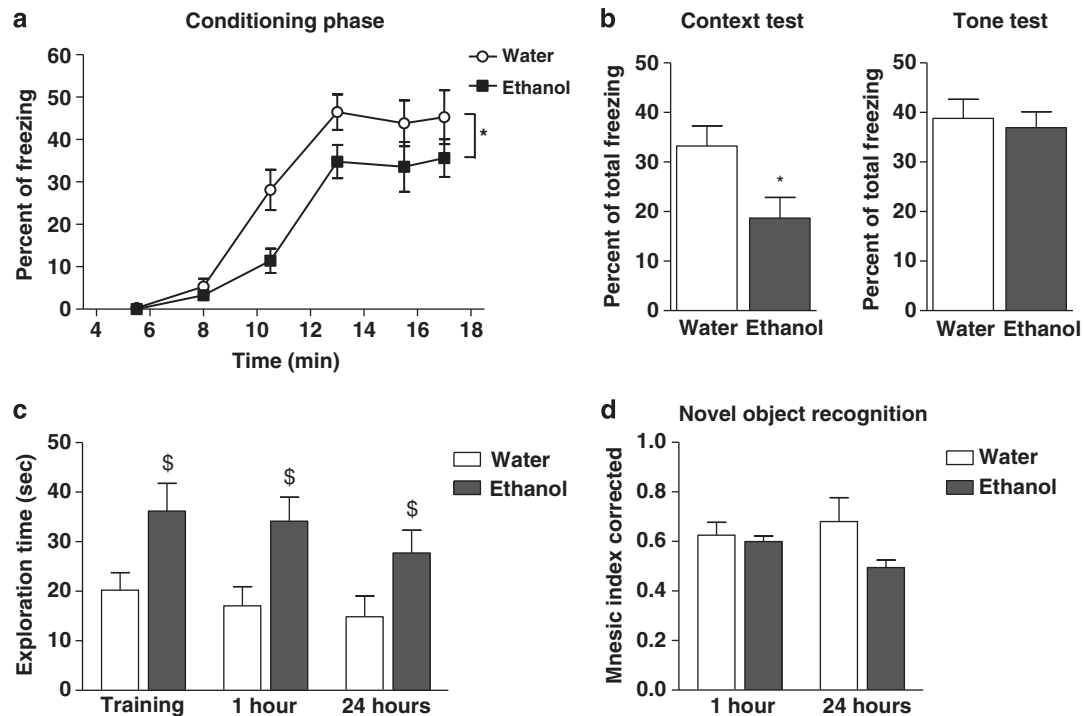 a
Conditioning phase
60
50
40
30
20
10
0
Percent of freezing
4 6 8 10 12 14 16 18
Time (min)
Water
Ethanol
*
b
Context test
50
40
30
20
10
0
Percent of total freezing
*
Water Ethanol
Tone test
50
40
30
20
10
0
Percent of total freezing
Water Ethanol
c
50
40
30
20
10
0
Exploration time (sec)
$ $ $
Training 1 hour 24 hours
Water
Ethanol
d
Novel object recognition
1.0
0.8
0.6
0.4
0.2
0.0
Mnesic index corrected
1 hour 24 hours
Water
Ethanol